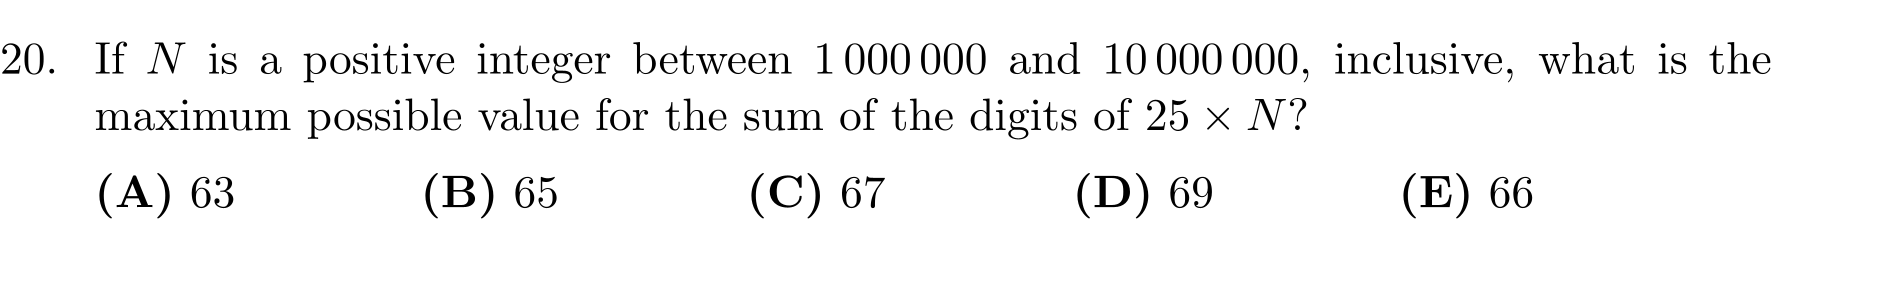 20. If N is a positive integer between 1 000 000 and 10 000 000, inclusive, what is the
maximum possible value for the sum of the digits of 25 × N?
(A) 63 (B) 65 (C) 67 (D) 69 (E) 66